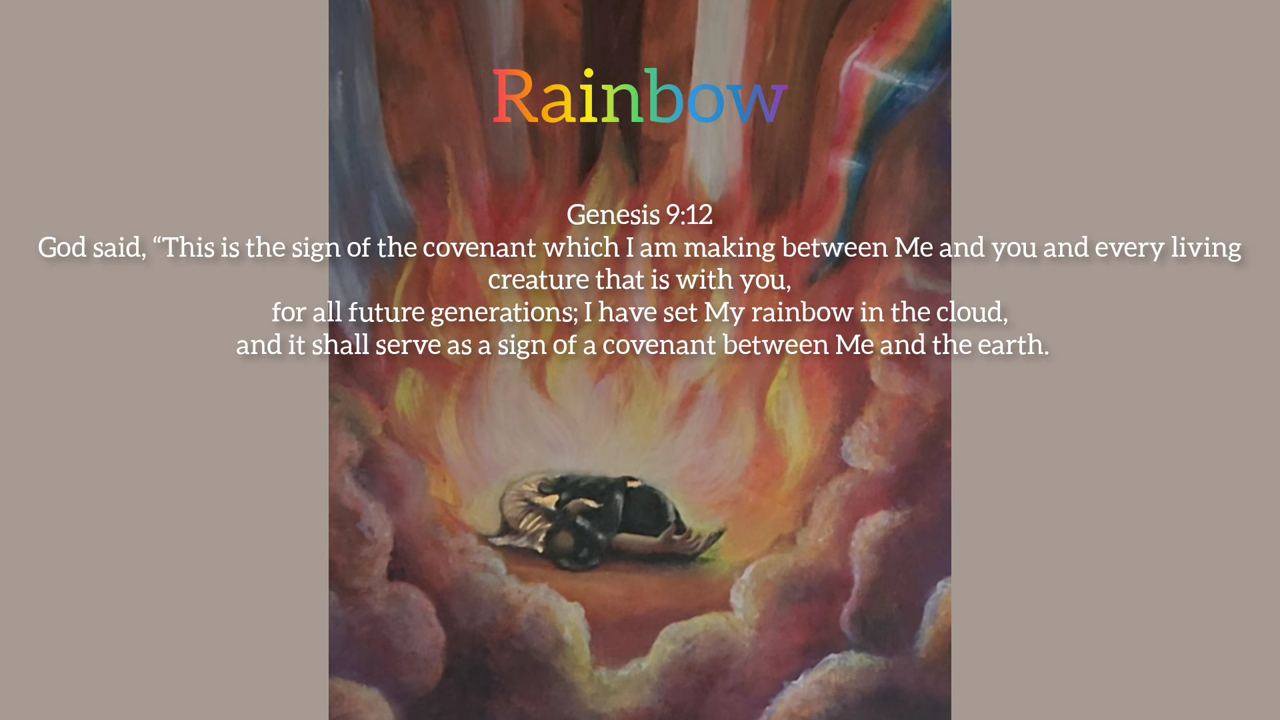 Rainbow
Genesis 9:12
God said, “This is the sign of the covenant which I am making between Me and you and every living
creature that is with you,
for all future generations; I have set My rainbow in the cloud,
and it shall serve as a sign of a covenant between Me and the earth.